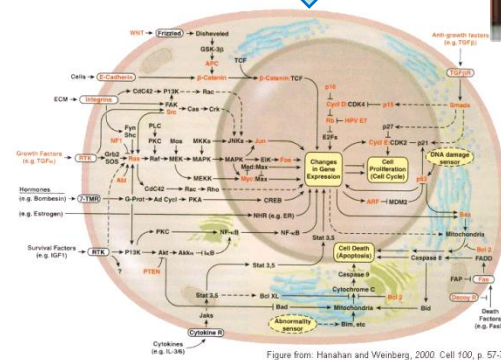 WNT Frizzled Disheveled
GSK-3β
APC TCF
Cells E-Cadherin β-Catenin β-Catenin:TCF
CdC42 P13K Rac
ECM Integrins
FAK Cas Crk
Src
Fyn
Shc
NF1
PLC
PKC Mos MKKs JNKs Jun
Growth Factors
(e.g. TGFα)
RTK Grb2
SOS Ras Raf MEK MAPK MAPK ElK Fos
Mad:Max
Myc:Max
MEKK
CdC42 Rac Rho
Hormones
(e.g. Bombesin) 7-TMR G-Prot Ad Cycl PKA CREB
(e.g. Estrogen) NHR (e.g. ER)
PKC NF-κB NF-κB
Survival Factors
(e.g. IGF1)
RTK PI3K Akt Akkα IκB
?
PTEN
Stat 3,5
Stat 3,5 Bcl XL
Bad
Jaks
Cytokine R
Cytokines
(e.g. IL-3/6)
Abnormality
sensor
Bim, etc
Mitochondria
Cytochrome C
Caspase 9
Cell Death
(Apoptosis)
Stat 3,5
Changes
in Gene
Expression
Cell
Proliferation
(Cell Cycle)
p16
Cycl D:CDK4 p15
Rb HPV E7
E2Fs
p27
Cycl E:CDK2 p21
DNA damage
sensor
p53
ARF MDM2
Bax
Mitochondria
Bcl 2
Caspase 8 FADD
FAP Fas
Bcl 2
Decoy R
Bid
Death
Factors
Anti-growth factors
(e.g. TGFβ)
TGFβR
Smads
Figure from: Hanahan and Weinberg, 2000. Cell 100, p. 57-